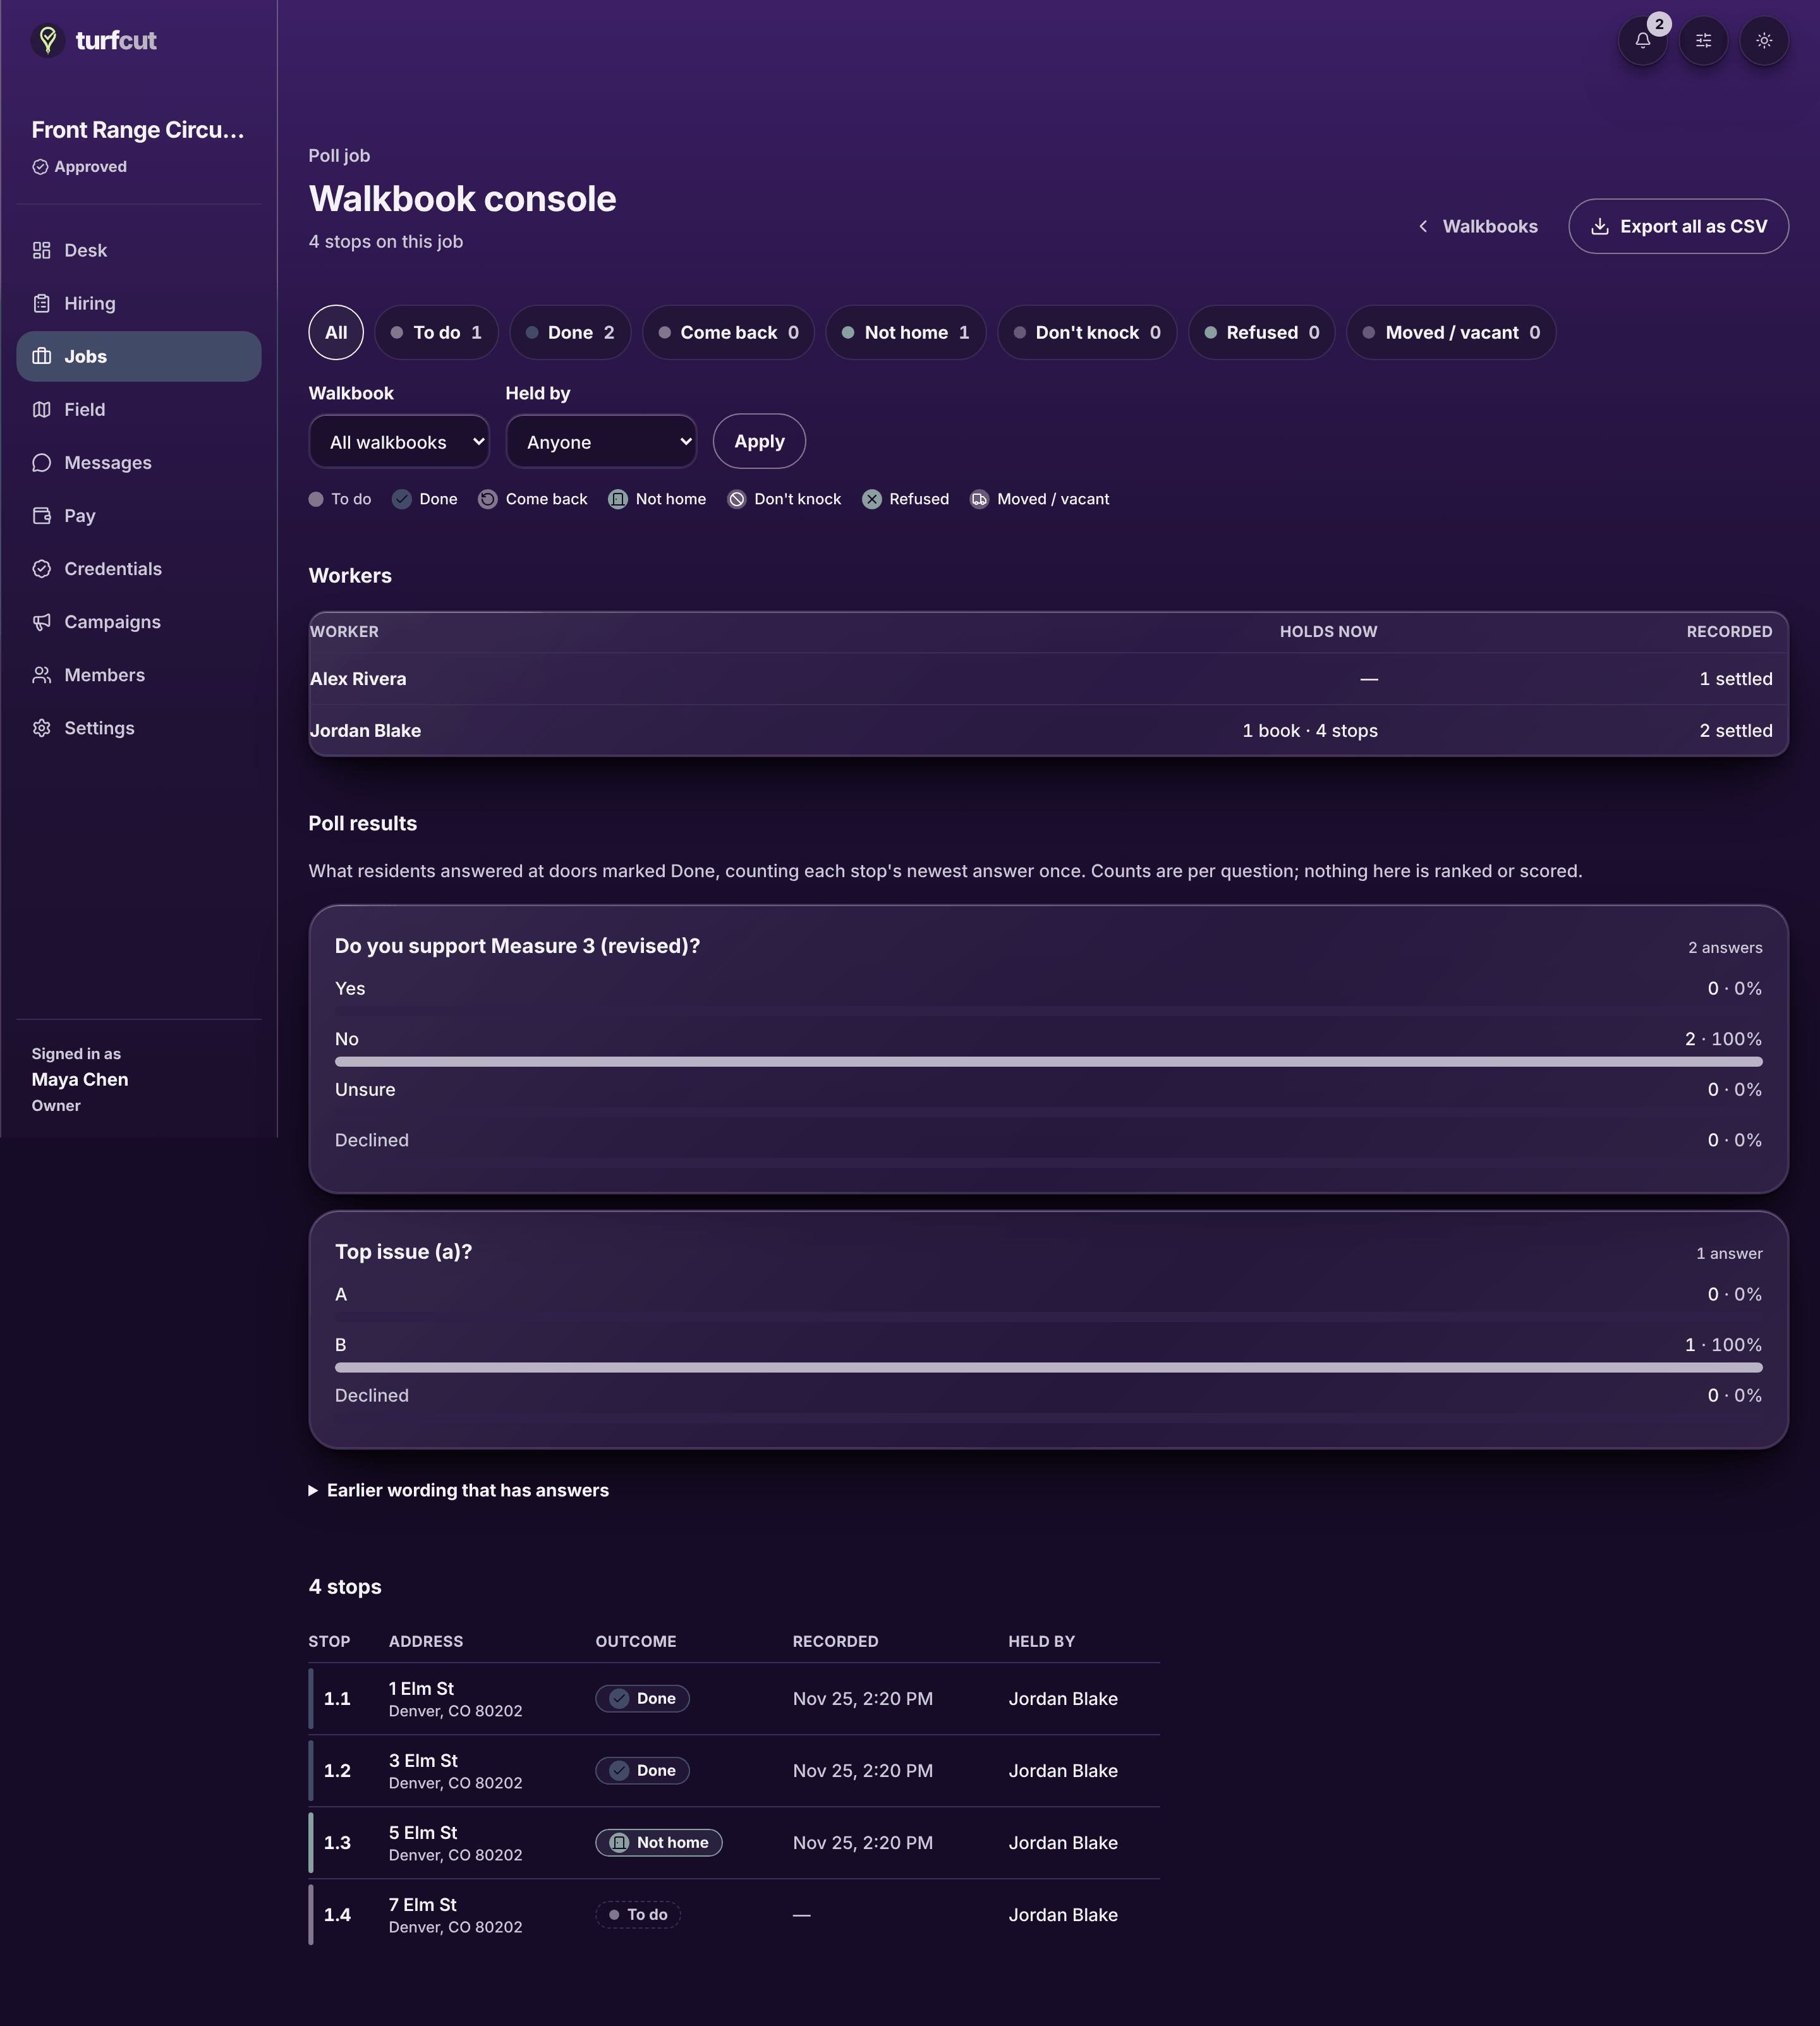 turfcut
2
Front Range Circu...
Approved
Desk
Hiring
Jobs
Field
Messages
Pay
Credentials
Campaigns
Members
Settings
Signed in as
Maya Chen
Owner
Poll job
Walkbook console
4 stops on this job
Walkbooks
Export all as CSV
All
To do 1
Done 2
Come back 0
Not home 1
Don't knock 0
Refused 0
Moved / vacant 0
Walkbook
Held by
All walkbooks
Anyone
Apply
To do
Done
Come back
Not home
Don't knock
Refused
Moved / vacant
Workers
WORKER HOLDS NOW RECORDED
Alex Rivera — 1 settled
Jordan Blake 1 book · 4 stops 2 settled
Poll results
What residents answered at doors marked Done, counting each stop's newest answer once. Counts are per question; nothing here is ranked or scored.
Do you support Measure 3 (revised)? 2 answers
Yes 0 · 0%
No 2 · 100%
Unsure 0 · 0%
Declined 0 · 0%
Top issue (a)? 1 answer
A 0 · 0%
B 1 · 100%
Declined 0 · 0%
Earlier wording that has answers
4 stops
STOP ADDRESS OUTCOME RECORDED HELD BY
1.1 1 Elm St Done Nov 25, 2:20 PM Jordan Blake
Denver, CO 80202
1.2 3 Elm St Done Nov 25, 2:20 PM Jordan Blake
Denver, CO 80202
1.3 5 Elm St Not home Nov 25, 2:20 PM Jordan Blake
Denver, CO 80202
1.4 7 Elm St To do — Jordan Blake
Denver, CO 80202